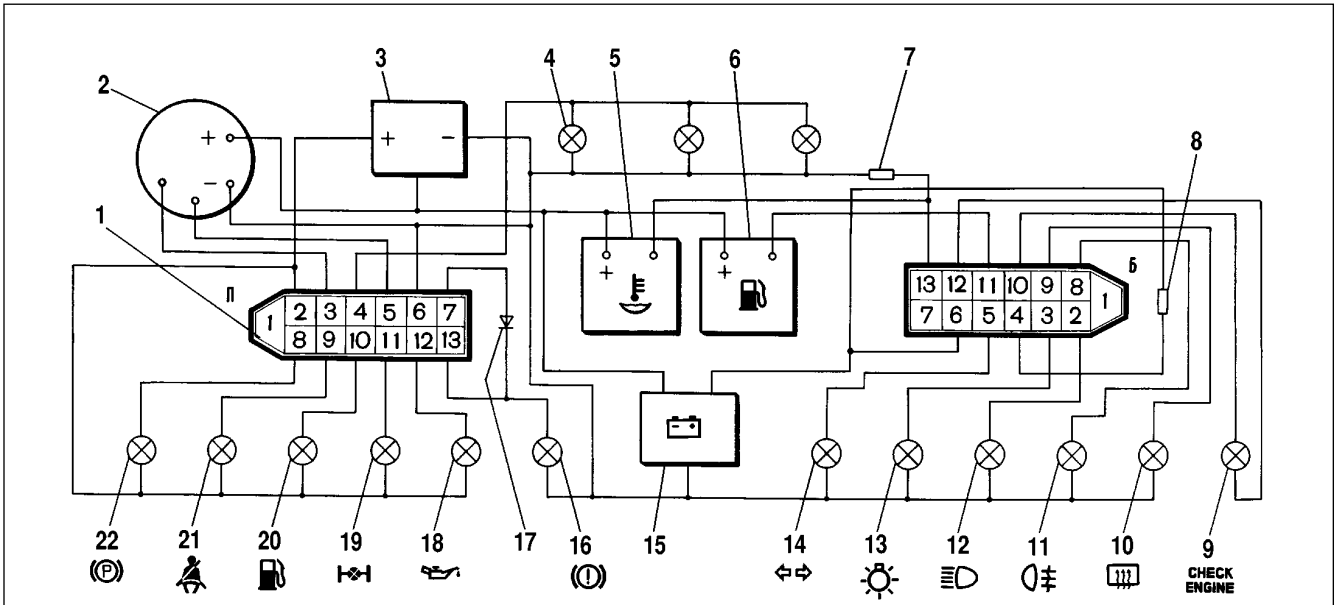 3 4 5 6 7
2
8
+
+ -
-
1
П
Б
+
+
2 3 4 5 6 7
1
8 9 10 11 12 13
13 12 11 10 9 8
1
7 6 5 4 3 2
- +
22 21 20 19 18 17 16 15 14 13 12 11 10 9
(P)
(!)
CHECK
ENGINE